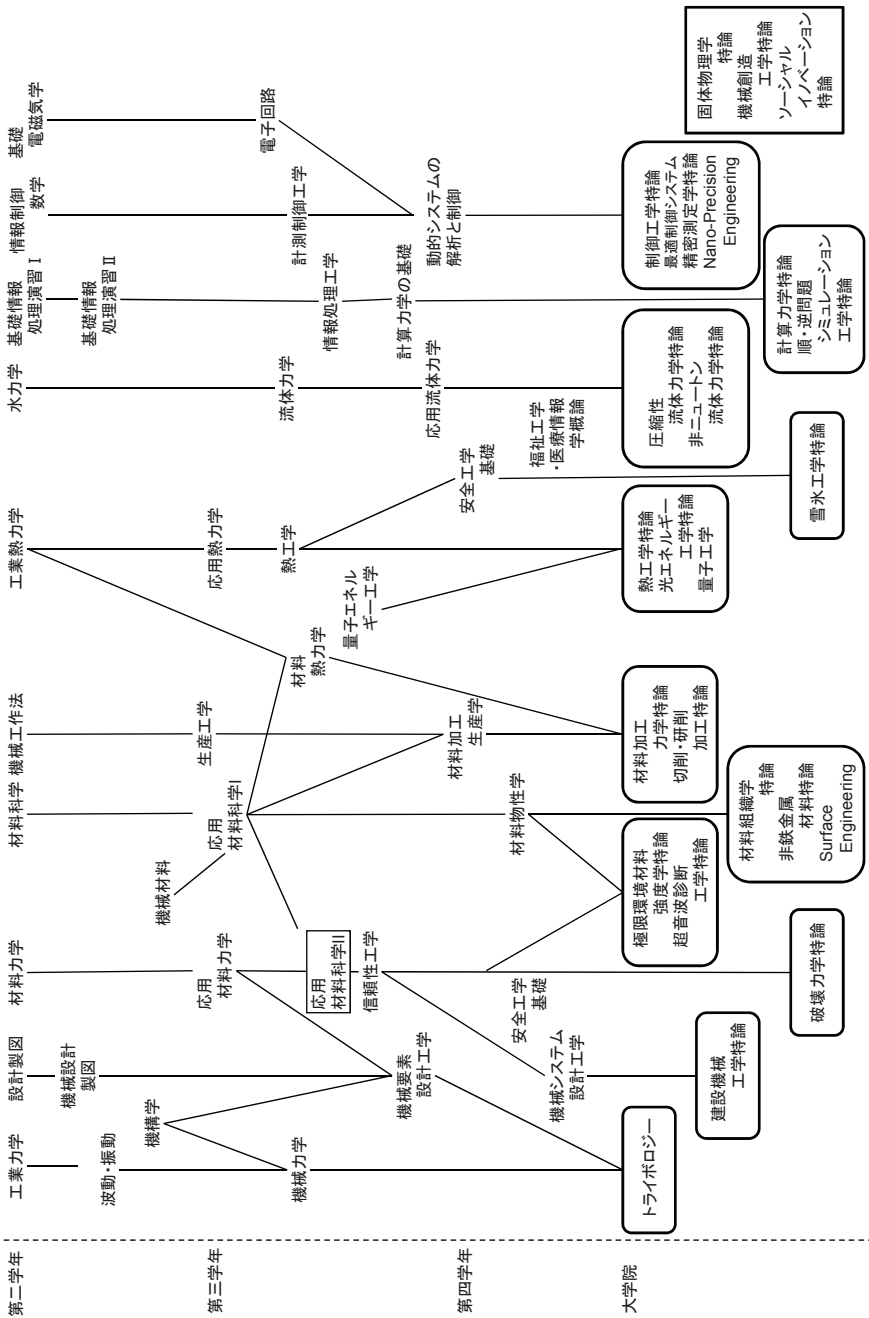 第二学年
工業力学
設計製図
材料力学
材料科学
機械工作法
工業熱力学
水力学
基礎情報
処理演習Ⅰ
情報制御
数学
基礎
電磁気学
波動・振動
機械設計
製図
基礎情報
処理演習Ⅱ
機構学
機械材料
第三学年
応用
材料力学
応用
材料科学I
生産工学
応用熱力学
機械力学
材料
熱力学
熱工学
流体力学
計測制御工学
電子回路
応用
材料科学II
信頼性工学
情報処理工学
機械要素
設計工学
量子エネル
ギー工学
計算力学の基礎
第四学年
材料加工
生産学
安全工学
基礎
応用流体力学
動的システムの
解析と制御
安全工学
基礎
材料物性学
福祉工学
・医療情報
学概論
機械システム
設計工学
大学院
トライボロジー
極限環境材料
強度学特論
超音波診断
工学特論
材料加工
力学特論
切削・研削
加工特論
熱工学特論
光エネルギー
工学特論
量子工学
圧縮性
流体力学特論
非ニュートン
流体力学特論
制御工学特論
最適制御システム
精密測定学特論
Nano-Precision
Engineering
固体物理学
特論
機械創造
工学特論
ソーシャル
イノベーション
特論
建設機械
工学特論
材料組織学
特論
非鉄金属
材料特論
Surface
Engineering
計算力学特論
順・逆問題
シミュレーション
工学特論
破壊力学特論
雪氷工学特論